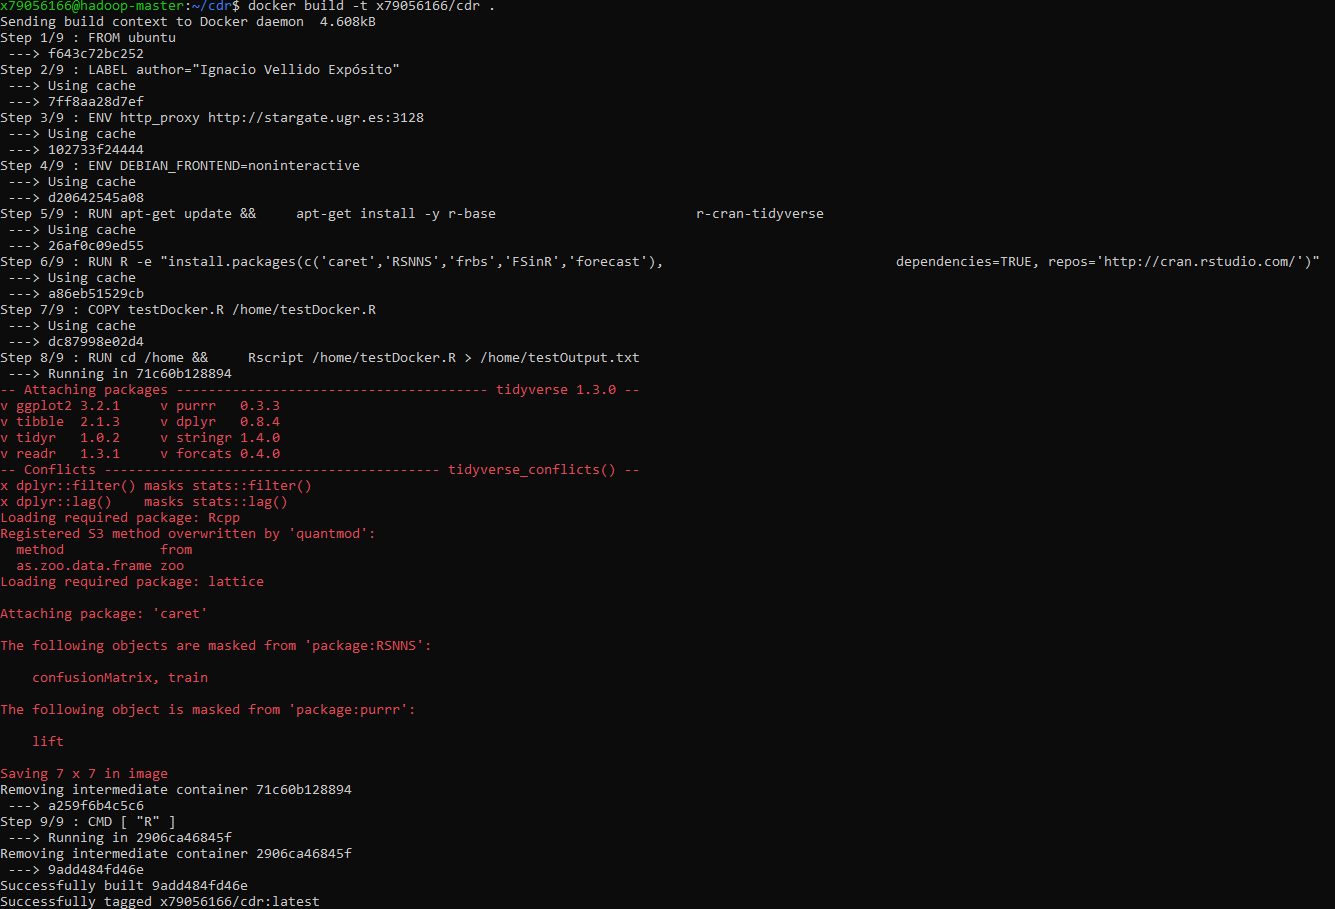 x79056166@hadoop-master:~/cdr$ docker build -t x79056166/cdr .
Sending build context to Docker daemon  4.608kB
Step 1/9 : FROM ubuntu
 ---> f643c72bc252
Step 2/9 : LABEL author="Ignacio Vellido Expósito"
 ---> Using cache
 ---> 7ff8aa28d7ef
Step 3/9 : ENV http_proxy http://stargate.ugr.es:3128
 ---> Using cache
 ---> 102733f24444
Step 4/9 : ENV DEBIAN_FRONTEND=noninteractive
 ---> Using cache
 ---> d20642545a08
Step 5/9 : RUN apt-get update &&     apt-get install -y r-base                         r-cran-tidyverse
 ---> Using cache
 ---> 26af0c09ed55
Step 6/9 : RUN R -e "install.packages(c('caret','RSNNS','frbs','FSinR','forecast'),                             dependencies=TRUE, repos='http://cran.rstudio.com/')"
 ---> Using cache
 ---> a86eb51529cb
Step 7/9 : COPY testDocker.R /home/testDocker.R
 ---> Using cache
 ---> dc87998e02d4
Step 8/9 : RUN cd /home &&     Rscript /home/testDocker.R > /home/testOutput.txt
 ---> Running in 71c60b128894
-- Attaching packages --------------------------------------- tidyverse 1.3.0 --
v ggplot2 3.2.1     v purrr   0.3.3
v tibble  2.1.3     v dplyr   0.8.4
v tidyr   1.0.2     v stringr 1.4.0
v readr   1.3.1     v forcats 0.4.0
-- Conflicts ------------------------------------------ tidyverse_conflicts() --
x dplyr::filter() masks stats::filter()
x dplyr::lag()    masks stats::lag()
Loading required package: Rcpp
Registered S3 method overwritten by 'quantmod':
  method            from
  as.zoo.data.frame zoo
Loading required package: lattice
Attaching package: 'caret'
The following objects are masked from 'package:RSNNS':
    confusionMatrix, train
The following object is masked from 'package:purrr':
    lift
Saving 7 x 7 in image
Removing intermediate container 71c60b128894
 ---> a259f6b4c5c6
Step 9/9 : CMD [ "R" ]
 ---> Running in 2906ca46845f
Removing intermediate container 2906ca46845f
 ---> 9add484fd46e
Successfully built 9add484fd46e
Successfully tagged x79056166/cdr:latest